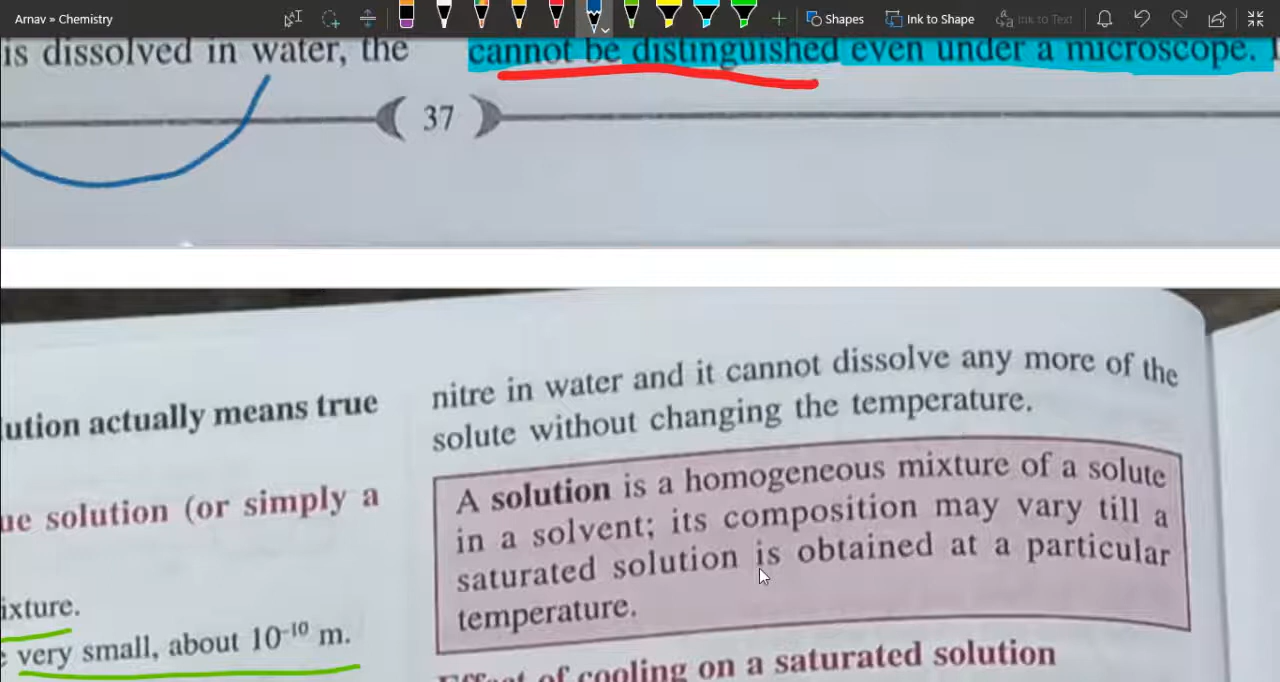 Arnav » Chemistry
Shapes
Ink to Shape
Ink to Text
is dissolved in water, the
cannot be distinguished even under a microscope.
37
lution actually means true
ue solution (or simply a
ixture.
very small, about 10⁻¹⁰ m.
nitre in water and it cannot dissolve any more of the
solute without changing the temperature.
A solution is a homogeneous mixture of a solute
in a solvent; its composition may vary till a
saturated solution is obtained at a particular
temperature.
Effect of cooling on a saturated solution